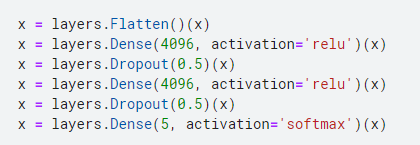 x = layers.Flatten()(x)
x = layers.Dense(4096, activation='relu')(x)
x = layers.Dropout(0.5)(x)
x = layers.Dense(4096, activation='relu')(x)
x = layers.Dropout(0.5)(x)
x = layers.Dense(5, activation='softmax')(x)